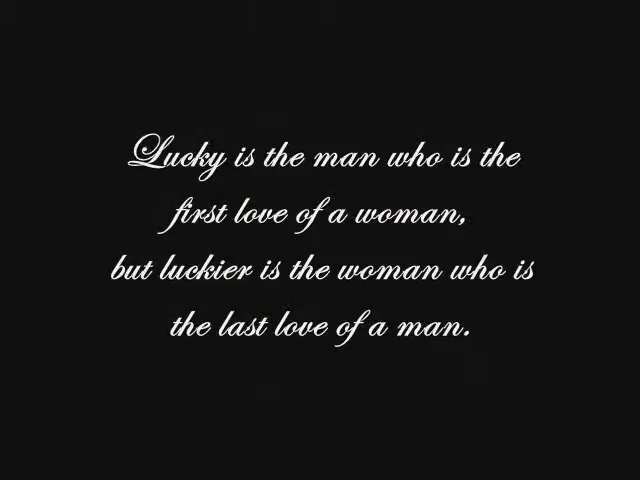 Lucky is the man who is the
first love of a woman,
but luckier is the woman who is
the last love of a man.